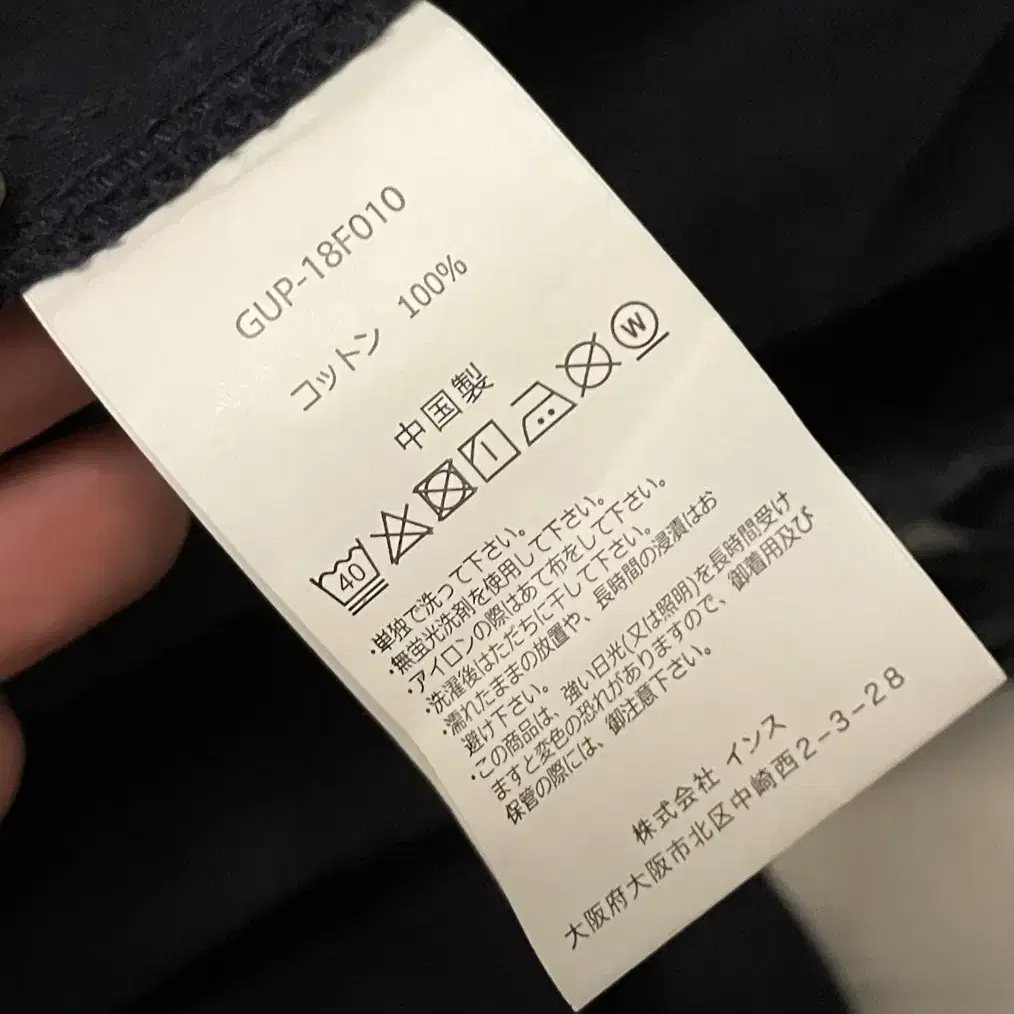 GUP-18F010
コットン 100%
中国製
40 W
・単独で洗って下さい。
・無蛍光洗剤を使用して下さい。
・アイロンの際はあて布をして下さい。
・洗濯後はただちに干して下さい。
・濡れたままの放置や、長時間の浸漬はお
避け下さい。
・この商品は、強い日光(又は照明)を長時間受け
ますと変色の恐れがありますので、御着用及び
保管の際には、御注意下さい。
株式会社 インス
大阪府大阪市北区中崎西2-3-28